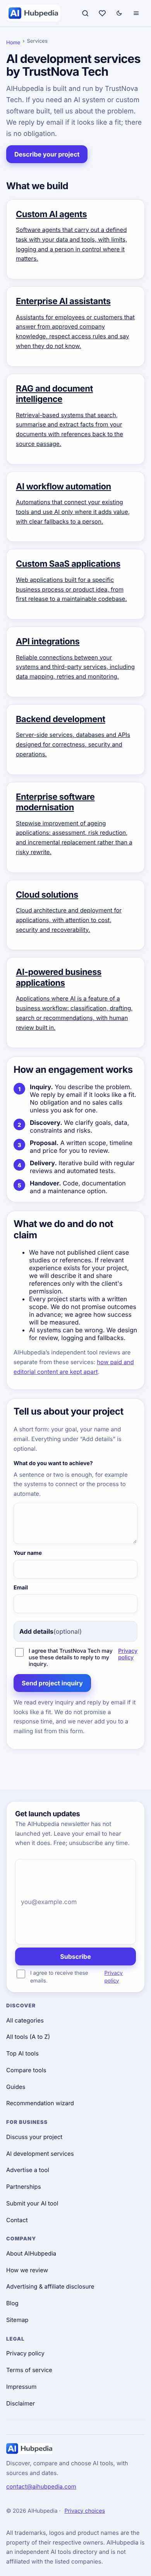 AI Hubpedia
Home › Services
AI development services
by TrustNova Tech
AIHubpedia is built and run by TrustNova
Tech. If you need an AI system or custom
software built, tell us about the problem.
We reply by email if it looks like a fit; there
is no obligation.
Describe your project
What we build
Custom AI agents
Software agents that carry out a defined
task with your data and tools, with limits,
logging and a person in control where it
matters.
Enterprise AI assistants
Assistants for employees or customers that
answer from approved company
knowledge, respect access rules and say
when they do not know.
RAG and document
intelligence
Retrieval-based systems that search,
summarise and extract facts from your
documents with references back to the
source passage.
AI workflow automation
Automations that connect your existing
tools and use AI only where it adds value,
with clear fallbacks to a person.
Custom SaaS applications
Web applications built for a specific
business process or product idea, from
first release to a maintainable codebase.
API integrations
Reliable connections between your
systems and third-party services, including
data mapping, retries and monitoring.
Backend development
Server-side services, databases and APIs
designed for correctness, security and
operations.
Enterprise software
modernisation
Stepwise improvement of ageing
applications: assessment, risk reduction,
and incremental replacement rather than a
risky rewrite.
Cloud solutions
Cloud architecture and deployment for
applications, with attention to cost,
security and recoverability.
AI-powered business
applications
Applications where AI is a feature of a
business workflow: classification, drafting,
search or recommendations, with human
review built in.
How an engagement works
1 Inquiry. You describe the problem.
We reply by email if it looks like a fit.
No obligation and no sales calls
unless you ask for one.
2 Discovery. We clarify goals, data,
constraints and risks.
3 Proposal. A written scope, timeline
and price for you to review.
4 Delivery. Iterative build with regular
reviews and automated tests.
5 Handover. Code, documentation
and a maintenance option.
What we do and do not
claim
• We have not published client case
studies or references. If relevant
experience exists for your project,
we will describe it and share
references only with the client's
permission.
• Every project starts with a written
scope. We do not promise outcomes
in advance; we agree how success
will be measured.
• AI systems can be wrong. We design
for review, logging and fallbacks.
AIHubpedia's independent tool reviews are
separate from these services: how paid and
editorial content are kept apart.
Tell us about your project
A short form: your goal, your name and
email. Everything under "Add details" is
optional.
What do you want to achieve?
A sentence or two is enough, for example
the systems to connect or the process to
automate.
Your name
Email
Add details(optional)
I agree that TrustNova Tech may
use these details to reply to my
inquiry.
Privacy
policy
Send project inquiry
We read every inquiry and reply by email if it
looks like a fit. We do not promise a
response time, and we never add you to a
mailing list from this form.
Get launch updates
The AIHubpedia newsletter has not
launched yet. Leave your email to hear
when it does. Free; unsubscribe any time.
you@example.com
Subscribe
I agree to receive these
emails.
Privacy
policy
DISCOVER
All categories
All tools (A to Z)
Top AI tools
Compare tools
Guides
Recommendation wizard
FOR BUSINESS
Discuss your project
AI development services
Advertise a tool
Partnerships
Submit your AI tool
Contact
COMPANY
About AIHubpedia
How we review
Advertising & affiliate disclosure
Blog
Sitemap
LEGAL
Privacy policy
Terms of service
Impressum
Disclaimer
AI Hubpedia
Discover, compare and choose AI tools, with
sources and dates.
contact@aihubpedia.com
© 2026 AIHubpedia · Privacy choices
All trademarks, logos and product names are the
property of their respective owners. AIHubpedia is
an independent AI tools directory and is not
affiliated with the listed companies.